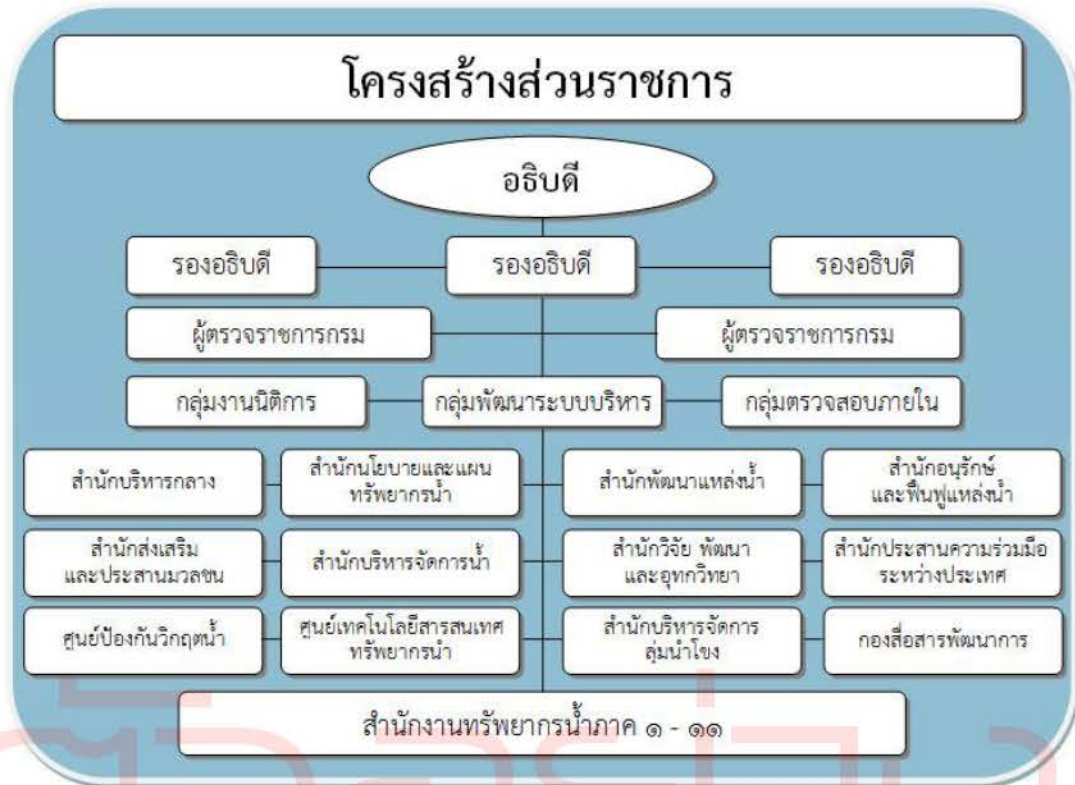 โครงสร้างส่วนราชการ
อธิบดี
รองอธิบดี
รองอธิบดี
รองอธิบดี
ผู้ตรวจราชการกรม
ผู้ตรวจราชการกรม
กลุ่มงานนิติการ
กลุ่มพัฒนาระบบบริหาร
กลุ่มตรวจสอบภายใน
สำนักบริหารกลาง
สำนักนโยบายและแผน
ทรัพยากรน้ำ
สำนักพัฒนาแหล่งน้ำ
สำนักอนุรักษ์
และฟื้นฟูแหล่งน้ำ
สำนักส่งเสริม
และประสานมวลชน
สำนักบริหารจัดการน้ำ
สำนักวิจัย พัฒนา
และอุทกวิทยา
สำนักประสานความร่วมมือ
ระหว่างประเทศ
ศูนย์ป้องกันวิกฤตน้ำ
ศูนย์เทคโนโลยีสารสนเทศ
ทรัพยากรน้ำ
สำนักบริหารจัดการ
ลุ่มน้ำโขง
กองสื่อสารพัฒนาการ
สำนักงานทรัพยากรน้ำภาค ๑ - ๑๑